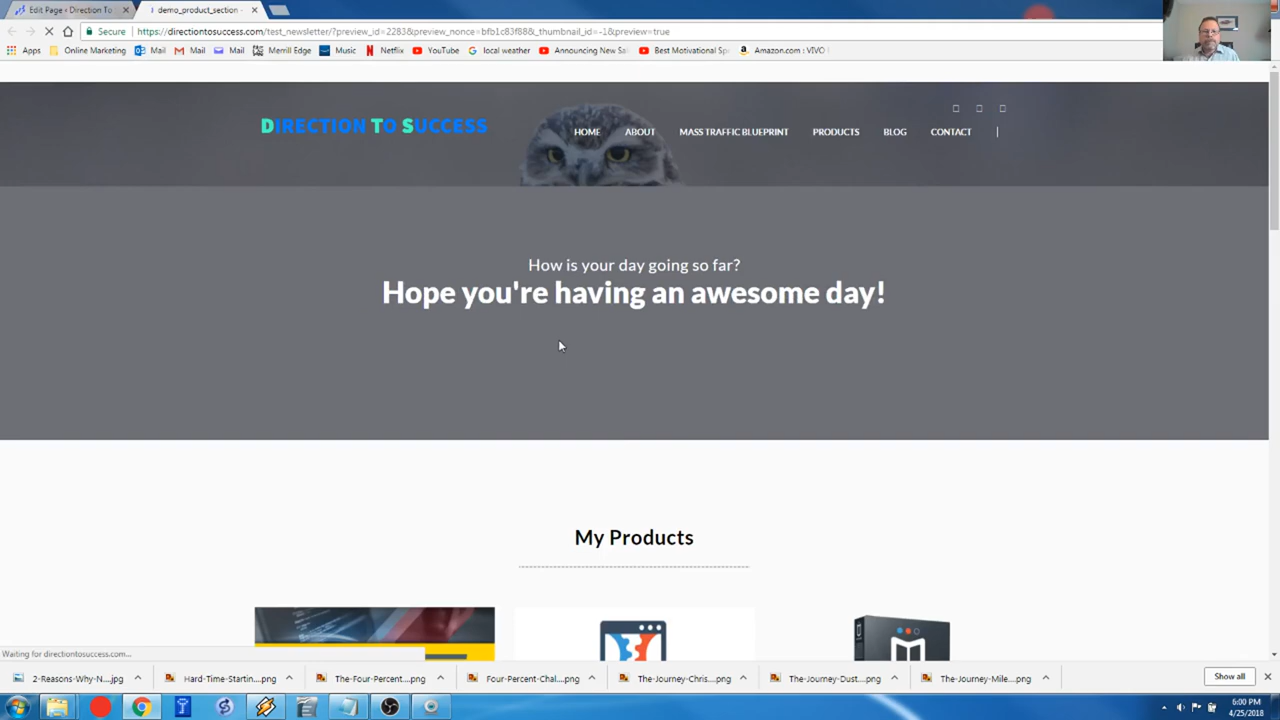 Edit Page ‹ Direction To
demo_product_section -
Secure
https://directiontosuccess.com/test_newsletter/?preview_id=2283&preview_nonce=bfb1c83f88&_thumbnail_id=-1&preview=true
Apps Online Marketing Mail Mail Mail Merrill Edge Music Netflix YouTube local weather Announcing New Sa Best Motivational Sp Amazon.com : VIVO S
DIRECTION TO SUCCESS
HOME ABOUT MASS TRAFFIC BLUEPRINT PRODUCTS BLOG CONTACT
How is your day going so far?
Hope you're having an awesome day!
My Products
Waiting for directiontosuccess.com...
2-Reasons-Why-N....jpg Hard-Time-Startin....png The-Four-Percent....png Four-Percent-Chal....png The-Journey-Chris....png The-Journey-Dust....png The-Journey-Mile....png Show all
6:00 PM
4/25/2018